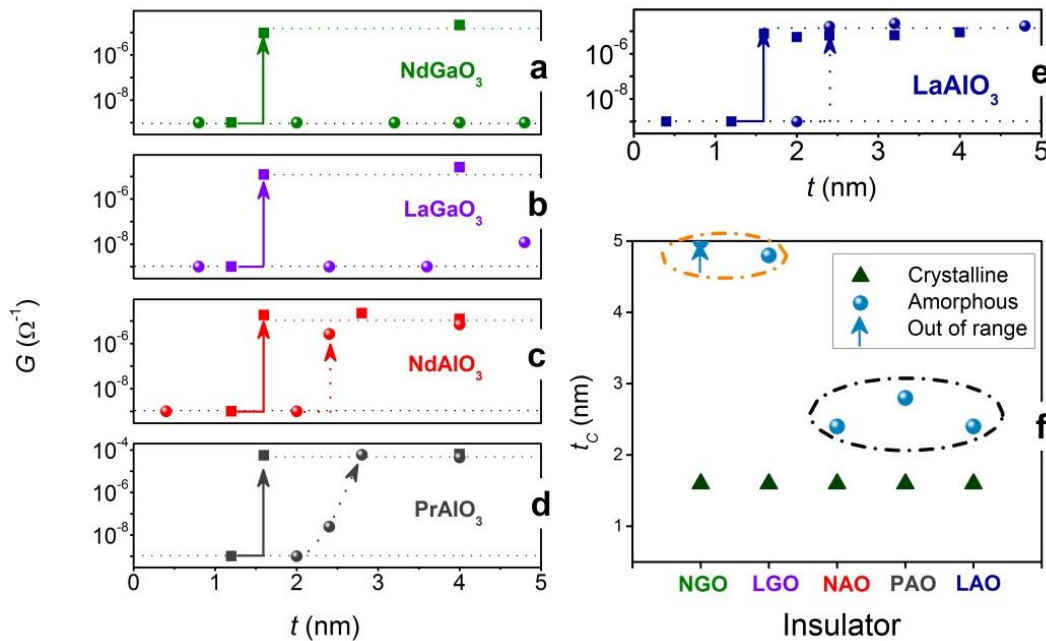 10⁻⁶
10⁻⁸
NdGaO₃
a
10⁻⁶
10⁻⁸
LaGaO₃
b
10⁻⁶
10⁻⁸
NdAlO₃
c
10⁻⁴
10⁻⁶
10⁻⁸
PrAlO₃
d
0 1 2 3 4 5
t (nm)
G (Ω⁻¹)
10⁻⁶
10⁻⁸
LaAlO₃
e
0 1 2 3 4 5
t (nm)
5
4
3
2
1
t_C (nm)
Crystalline
Amorphous
Out of range
f
NGO LGO NAO PAO LAO
Insulator